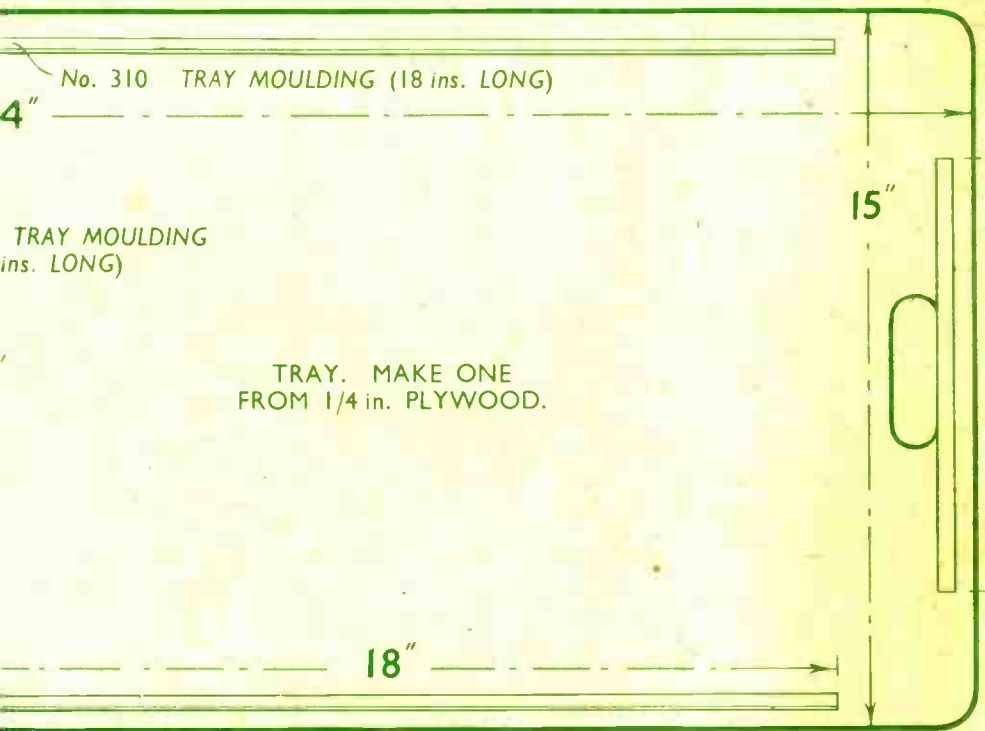 No. 310 TRAY MOULDING (18 ins. LONG)
4"
15"
TRAY MOULDING
ins. LONG)
TRAY. MAKE ONE
FROM 1/4 in. PLYWOOD.
18"